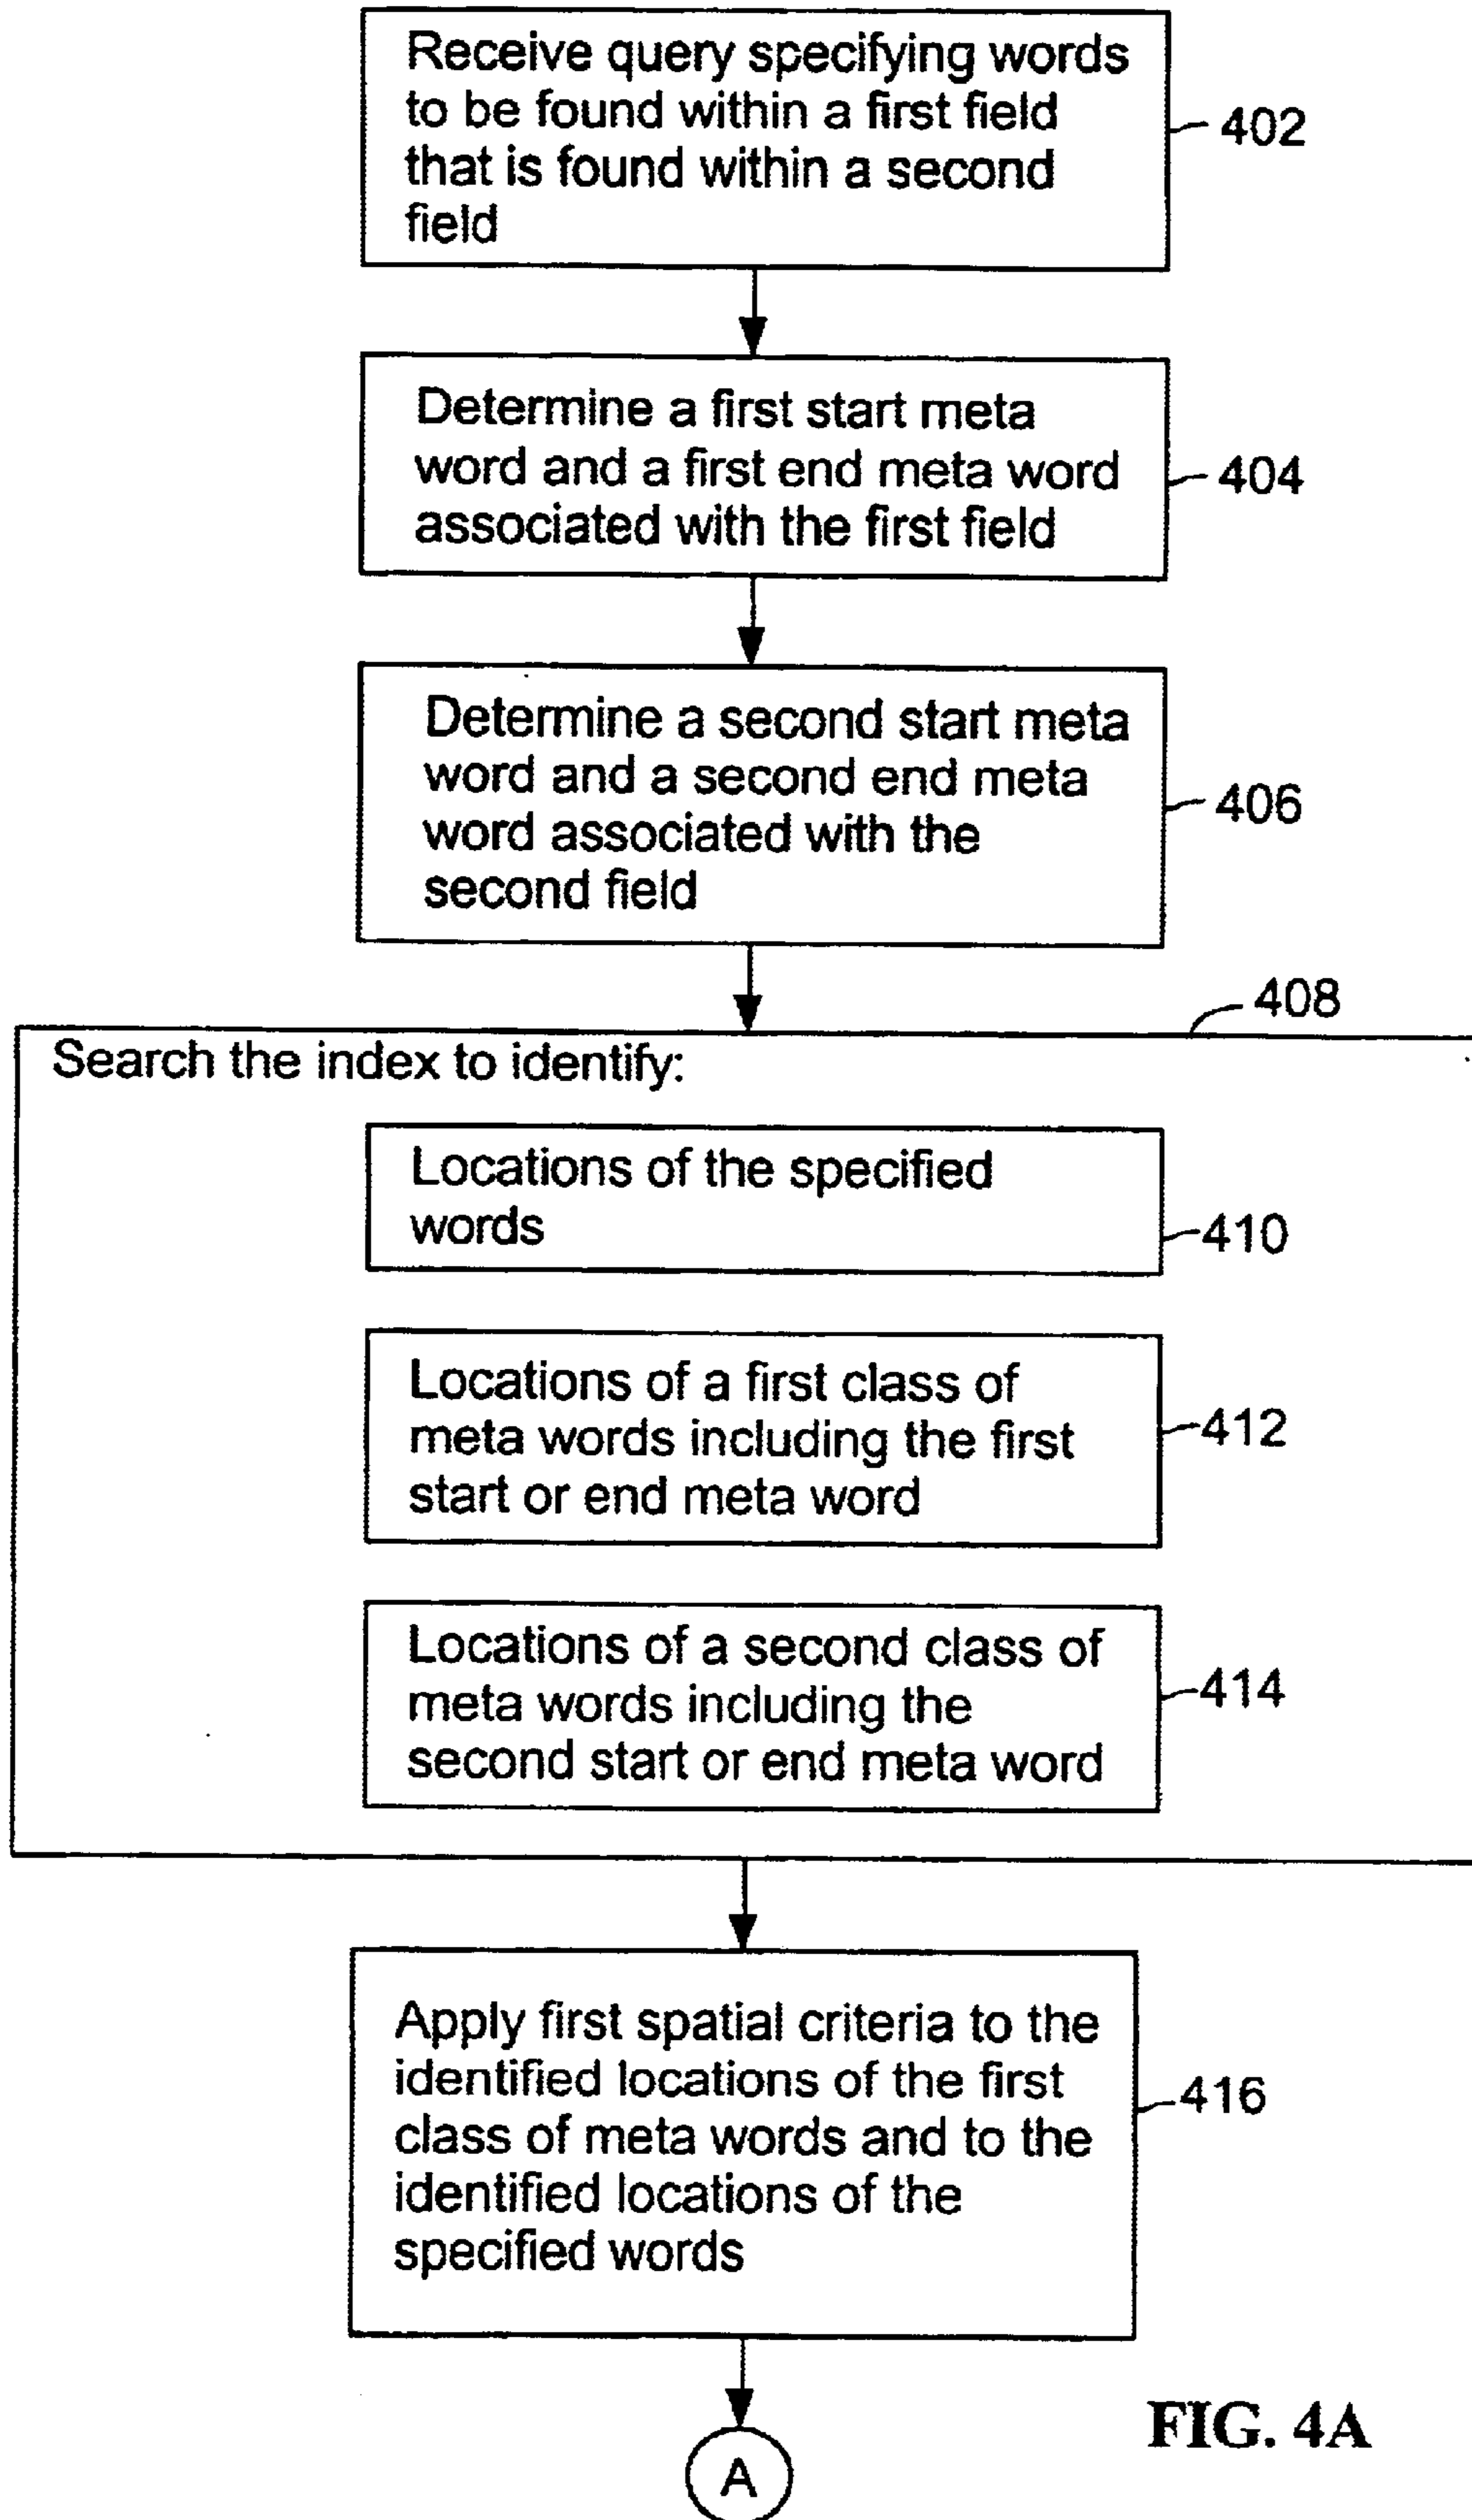 Receive query specifying words
to be found within a first field
that is found within a second
field
402
Determine a first start meta
word and a first end meta word
associated with the first field
404
Determine a second start meta
word and a second end meta
word associated with the
second field
406
408
Search the index to identify:
Locations of the specified
words
410
Locations of a first class of
meta words including the first
start or end meta word
412
Locations of a second class of
meta words including the
second start or end meta word
414
Apply first spatial criteria to the
identified locations of the first
class of meta words and to the
identified locations of the
specified words
416
FIG. 4A
A